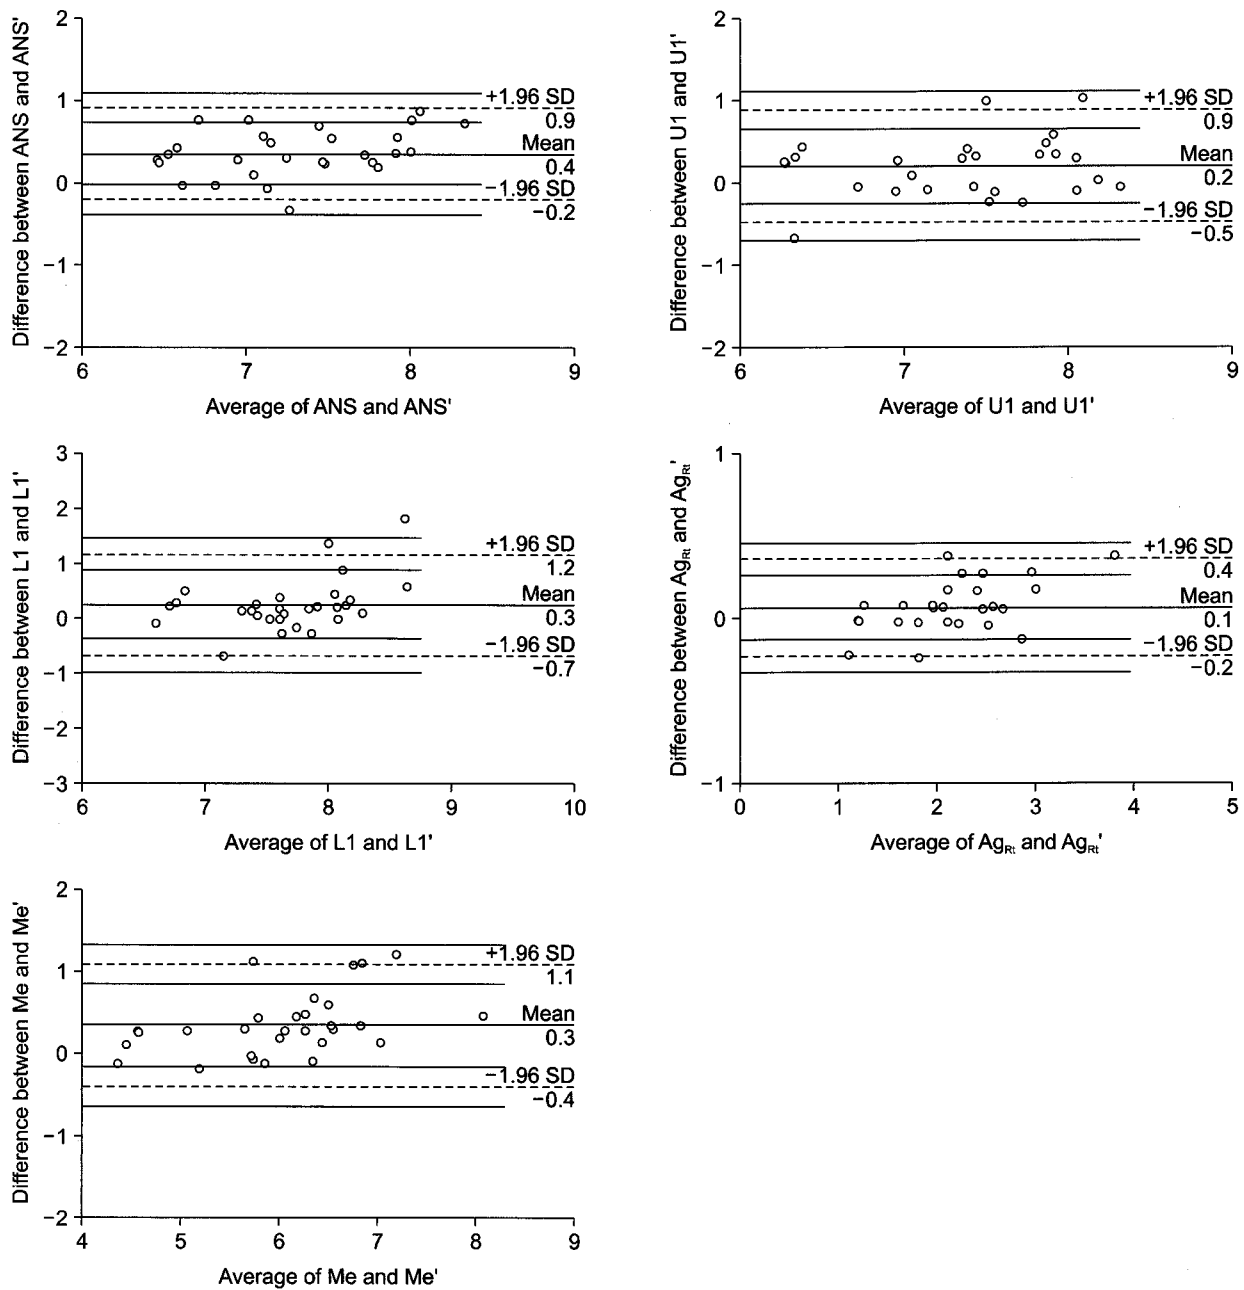 Difference between ANS and ANS'
2
1
0
−1
−2
+1.96 SD
0.9
Mean
0.4
−1.96 SD
−0.2
6
7
8
9
Average of ANS and ANS'
Difference between U1 and U1'
2
1
0
−1
−2
+1.96 SD
0.9
Mean
0.2
−1.96 SD
−0.5
6
7
8
9
Average of U1 and U1'
Difference between L1 and L1'
3
2
1
0
−1
−2
−3
+1.96 SD
1.2
Mean
0.3
−1.96 SD
−0.7
6
7
8
9
10
Average of L1 and L1'
Difference between AgRt and AgRt'
1
0
−1
+1.96 SD
0.4
Mean
0.1
−1.96 SD
−0.2
0
1
2
3
4
5
Average of AgRt and AgRt'
Difference between Me and Me'
2
1
0
−1
−2
+1.96 SD
1.1
Mean
0.3
−1.96 SD
−0.4
4
5
6
7
8
9
Average of Me and Me'